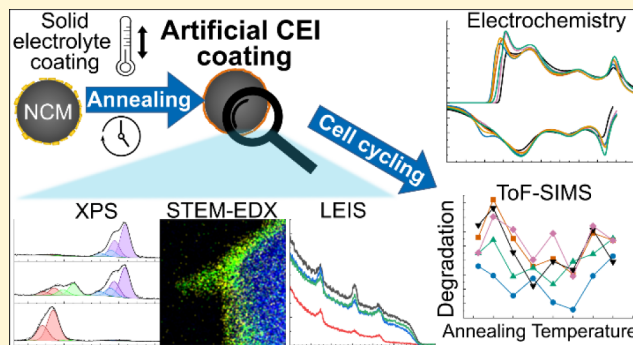 Solid
electrolyte
coating
Artificial CEI
coating
NCM
Annealing
Cell cycling
Electrochemistry
XPS
STEM-EDX
LEIS
ToF-SIMS
Degradation
Annealing Temperature